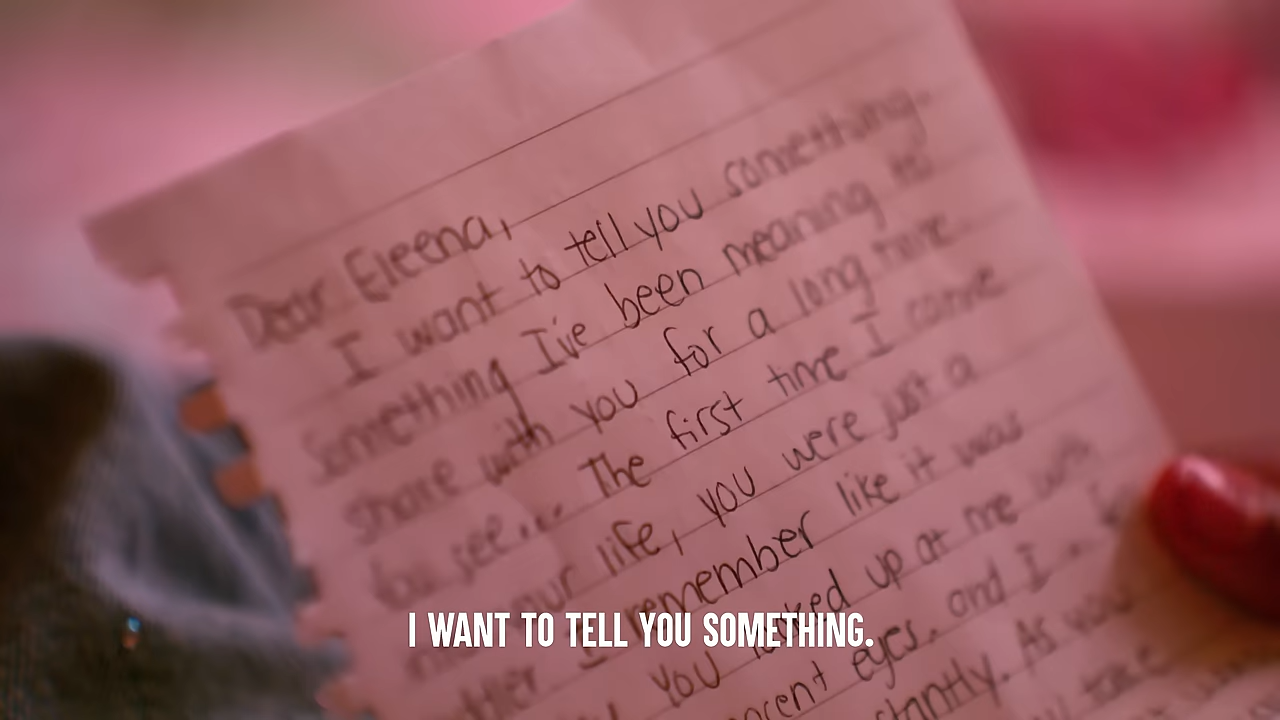 Dear Eleena,
I want to tell you something.
Something I've been meaning to
share with you for a long time.
You see... The first time I came
your life, you were just a
I remember like it was
You looked up at me with
eyes, and I
As you
take
I WANT TO TELL YOU SOMETHING.